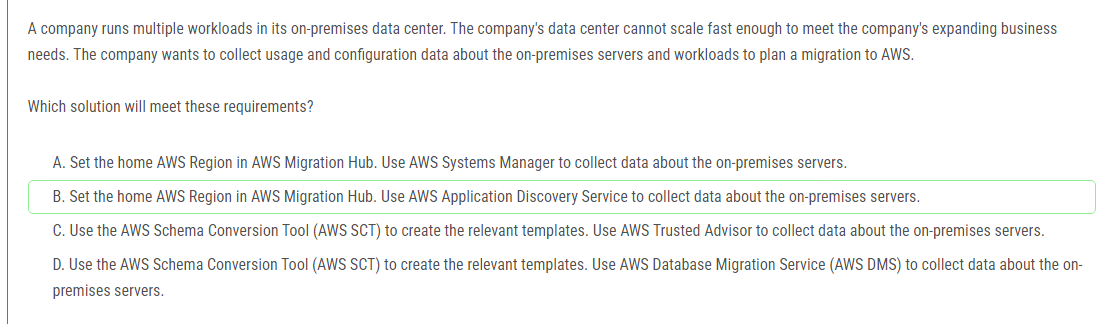 A company runs multiple workloads in its on-premises data center. The company's data center cannot scale fast enough to meet the company's expanding business
needs. The company wants to collect usage and configuration data about the on-premises servers and workloads to plan a migration to AWS.
Which solution will meet these requirements?
A. Set the home AWS Region in AWS Migration Hub. Use AWS Systems Manager to collect data about the on-premises servers.
B. Set the home AWS Region in AWS Migration Hub. Use AWS Application Discovery Service to collect data about the on-premises servers.
C. Use the AWS Schema Conversion Tool (AWS SCT) to create the relevant templates. Use AWS Trusted Advisor to collect data about the on-premises servers.
D. Use the AWS Schema Conversion Tool (AWS SCT) to create the relevant templates. Use AWS Database Migration Service (AWS DMS) to collect data about the on-
premises servers.